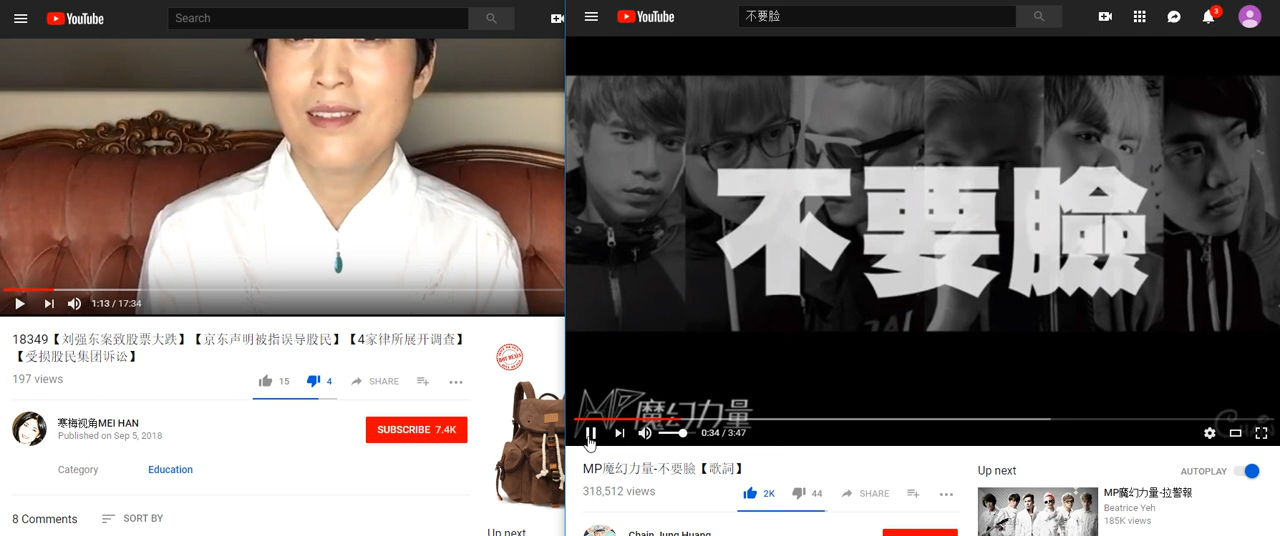 YouTube
Search
1:13 / 17:34
18349【刘强东案致股票大跌】【京东声明被指误导股民】【4家律所展开调查】
【受损股民集团诉讼】
197 views
15
4
SHARE
寒梅视角MEI HAN
Published on Sep 5, 2018
SUBSCRIBE 7.4K
Category
Education
8 Comments
SORT BY
Up next
YouTube
不要脸
3
不要臉
MP魔幻力量
0:34 / 3:47
MP魔幻力量-不要臉【歌詞】
318,512 views
2K
44
SHARE
Chain Jung Huang
Up next
AUTOPLAY
MP魔幻力量-拉警報
Beatrice Yeh
185K views